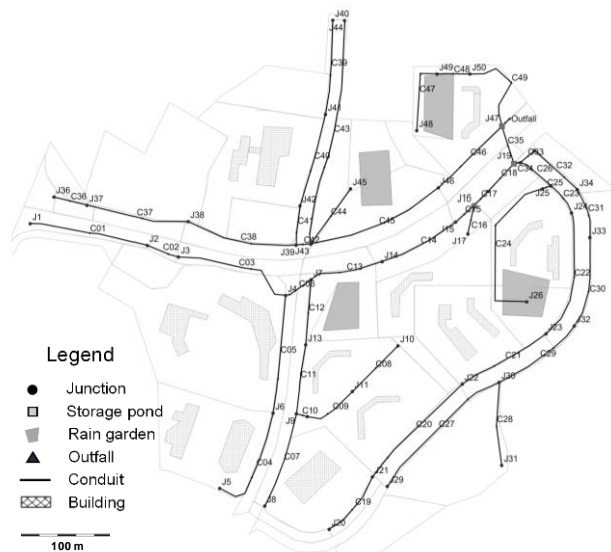 J40
C39
J49 C48 J50
C49
C47
J41
C43
J48
J47 Outfall
C35
C40
C46
J19
C33
C18 C34
C26
C32
J45
J46
C17
C25
J34
J36
C36 J37
J42
C44
J25
C23
C31
J16
C15
J24
J1
C37
J38
C41
C45
J15
C16
C01
C38
J39 J43
C42
C14
J17
C24
J33
J2
C02
J3
C03
J14
C13
J7
C22
C30
J4
C06
C12
J26
J32
J23
J13
J10
C29
C21
C05
C08
C11
J11
J22
J30
Legend
Junction
Storage pond
Rain garden
Outfall
Conduit
Building
100 m
J6
J9
C10
C09
C20
C27
C28
C04
C07
J31
J5
J21
J29
J8
C19
J20